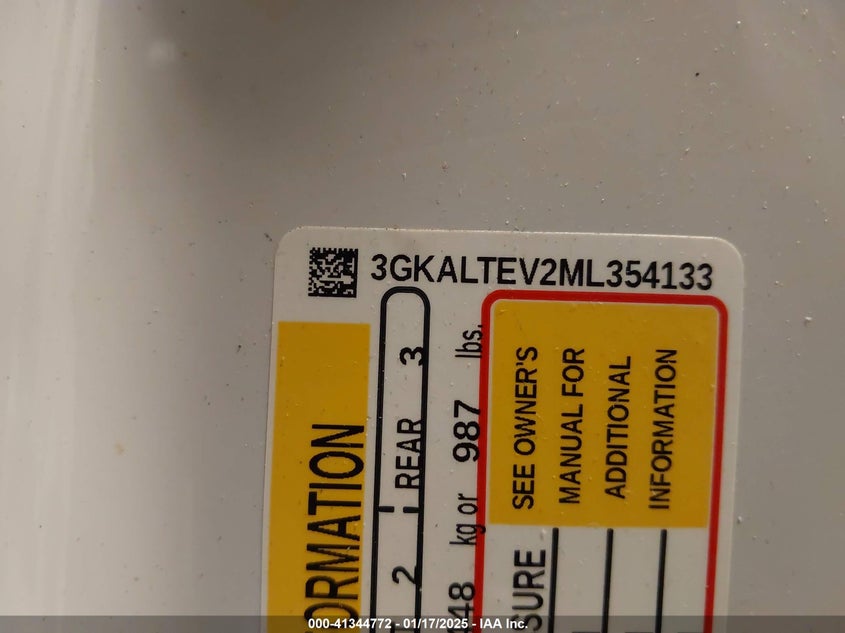 3GKALTEV2ML354133
ORMATION
2 REAR 3
448 kg or 987 lbs.
SURE
SEE OWNER'S
MANUAL FOR
ADDITIONAL
INFORMATION
000-41344772 - 01/17/2025 - IAA Inc.